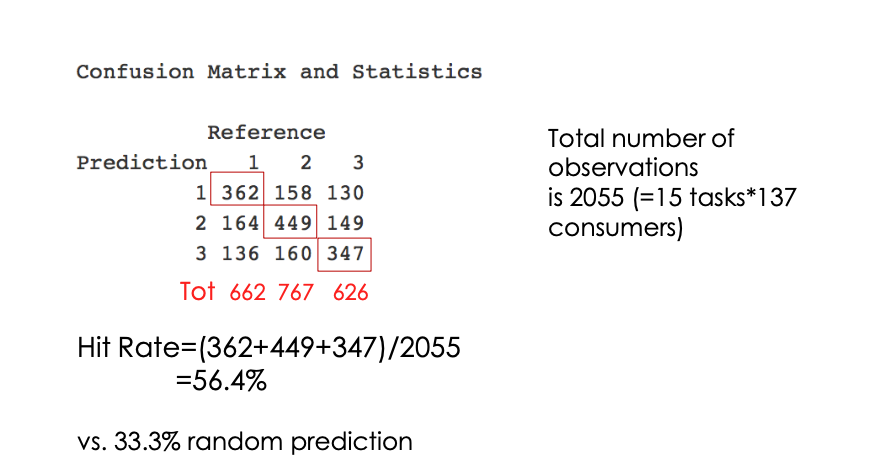 Confusion Matrix and Statistics
Reference
Prediction 1 2 3
1 362 158 130
2 164 449 149
3 136 160 347
Tot 662 767 626
Total number of
observations
is 2055 (=15 tasks*137
consumers)
Hit Rate=(362+449+347)/2055
=56.4%
vs. 33.3% random prediction